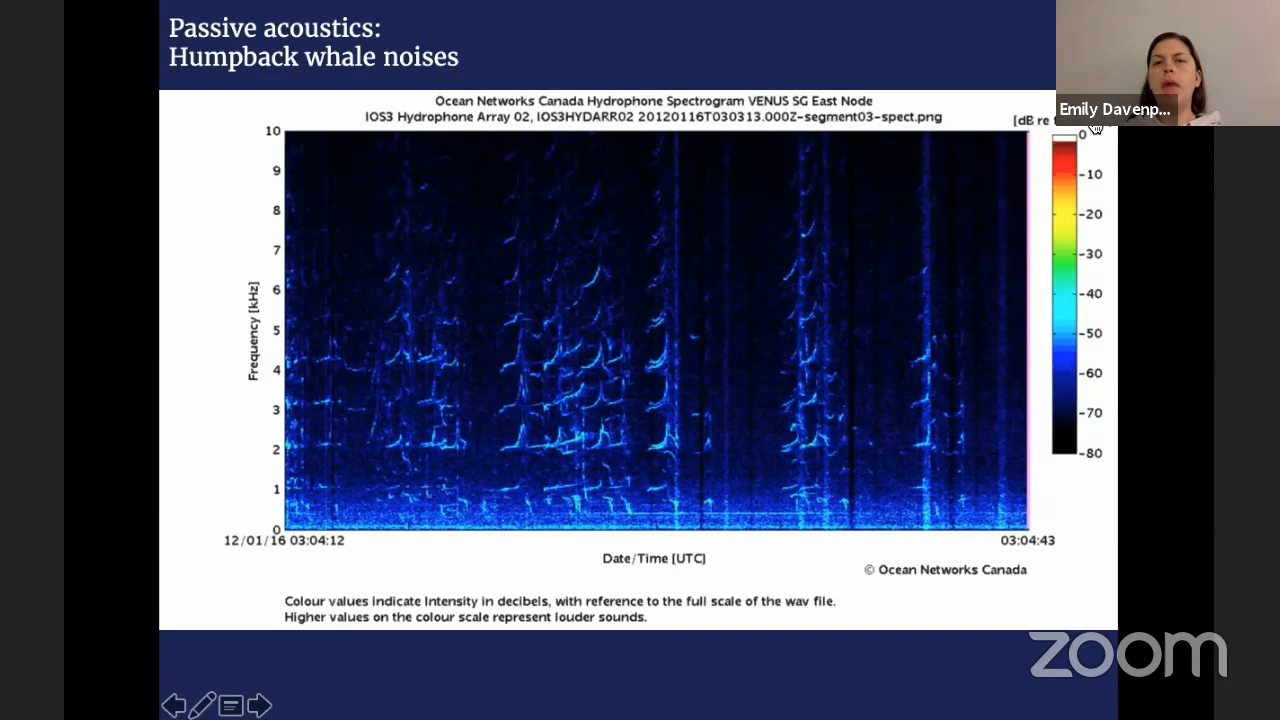 Passive acoustics:
Humpback whale noises
Emily Davenp...
Ocean Networks Canada Hydrophone Spectrogram VENUS SG East Node
IOS3 Hydrophone Array 02, IOS3HYDARR02 20120116T030313.000Z-segment03-spect.png
[dB re
10
9
8
7
6
5
4
3
2
1
0
Frequency [kHz]
0
-10
-20
-30
-40
-50
-60
-70
-80
12/01/16 03:04:12
03:04:43
Date/Time [UTC]
© Ocean Networks Canada
Colour values indicate Intensity in decibels, with reference to the full scale of the wav file.
Higher values on the colour scale represent louder sounds.
zoom